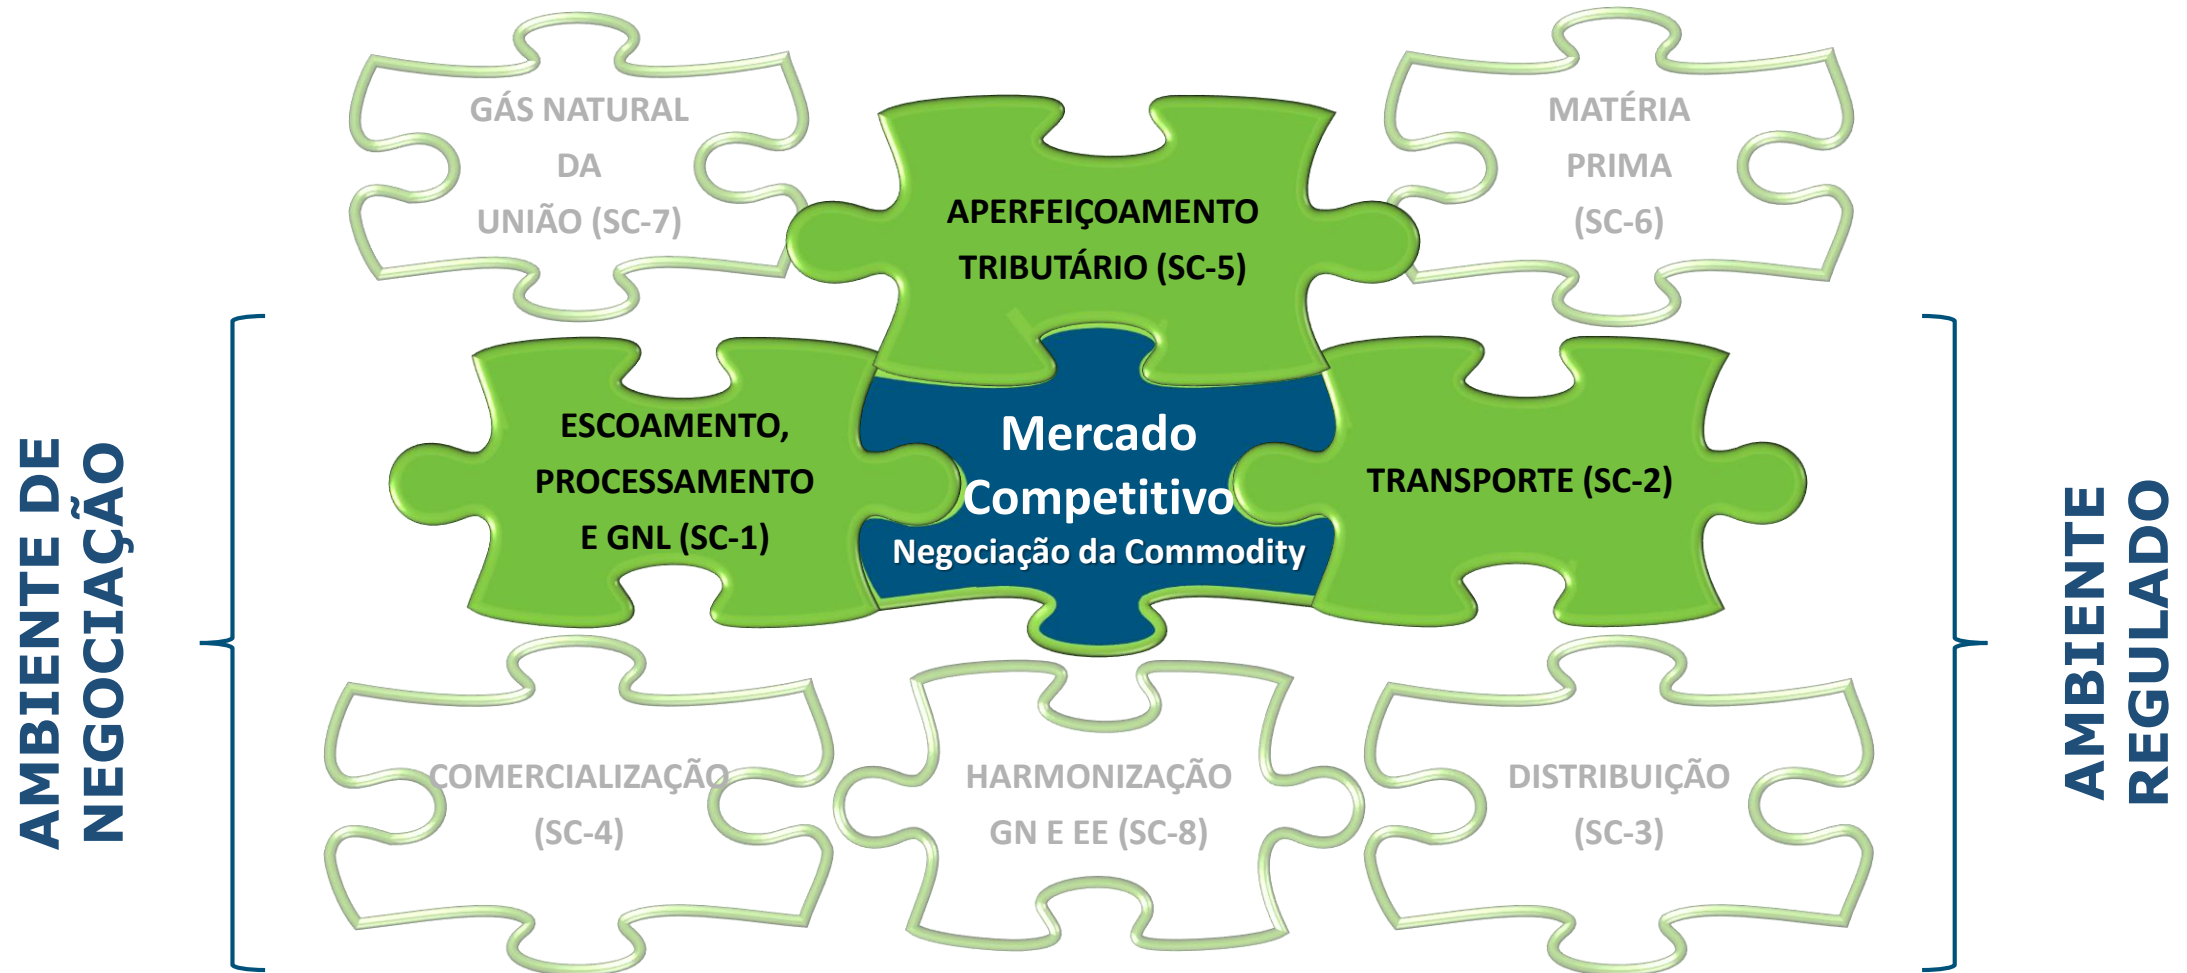 GÁS NATURAL
DA
UNIÃO (SC-7)
APERFEIÇOAMENTO
TRIBUTÁRIO (SC-5)
MATÉRIA
PRIMA
(SC-6)
AMBIENTE DE
NEGOCIAÇÃO
ESCOAMENTO,
PROCESSAMENTO
E GNL (SC-1)
Mercado
Competitivo
Negociação da Commodity
TRANSPORTE (SC-2)
AMBIENTE
REGULADO
COMERCIALIZAÇÃO
(SC-4)
HARMONIZAÇÃO
GN E EE (SC-8)
DISTRIBUIÇÃO
(SC-3)